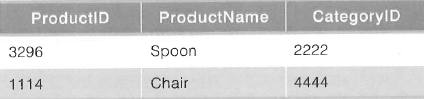 ProductID ProductName CategoryID
3296 Spoon 2222
1114 Chair 4444